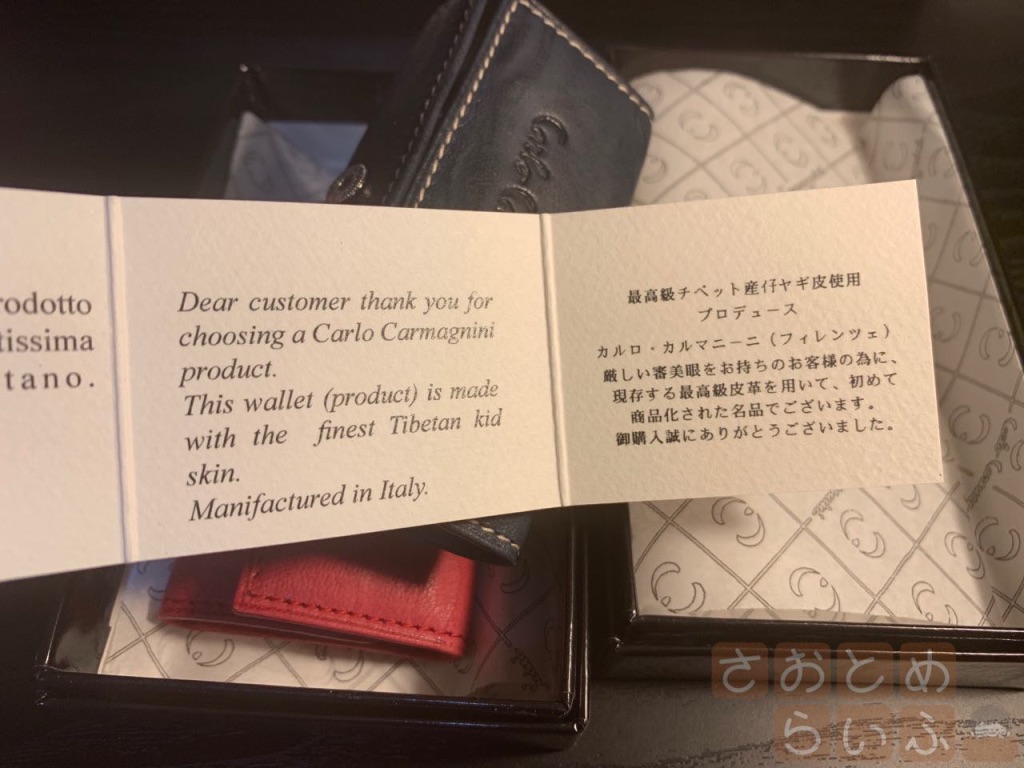 Carlo
rodotto
tissima
tano.
Dear customer thank you for
choosing a Carlo Carmagnini
product.
This wallet (product) is made
with the finest Tibetan kid
skin.
Manifactured in Italy.
最高級チベット産仔ヤギ皮使用
プロデュース
カルロ・カルマニーニ（フィレンツェ）
厳しい審美眼をお持ちのお客様の為に、
現存する最高級皮革を用いて、初めて
商品化された名品でございます。
御購入誠にありがとうございました。
さおとめ
らいふ